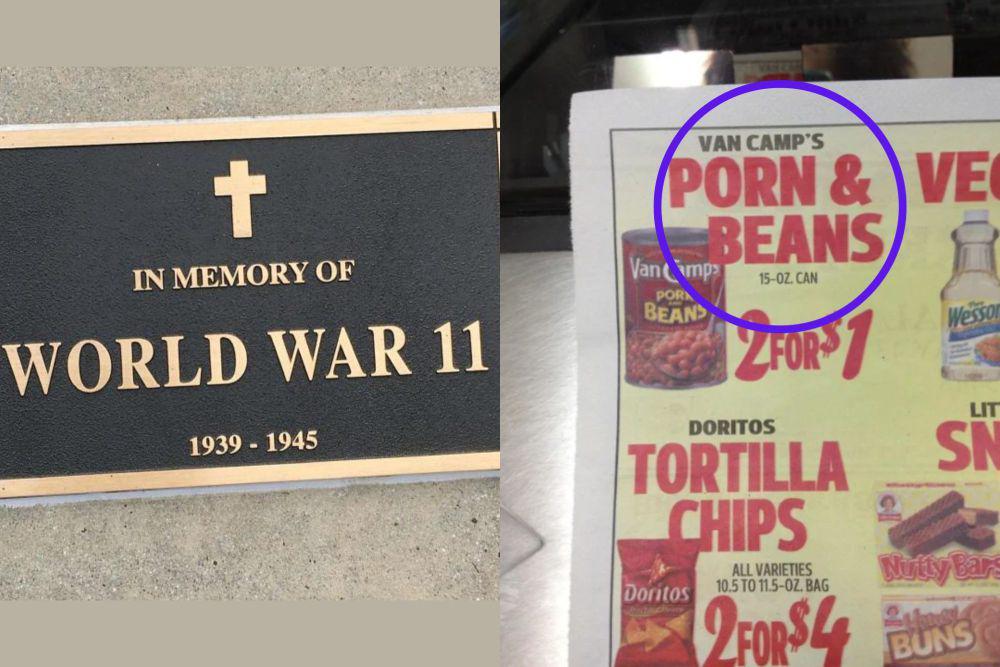 IN MEMORY OF
WORLD WAR 11
1939 - 1945
VAN CAMP'S
PORN &
BEANS
15-OZ. CAN
Van Camp's
PORK
AND
BEANS
2 FOR $1
VEG
Wesson
DORITOS
TORTILLA
CHIPS
ALL VARIETIES
10.5 TO 11.5-OZ. BAG
Doritos
2 FOR $4
LIT
SN
Nutty Bars
Honey
BUNS